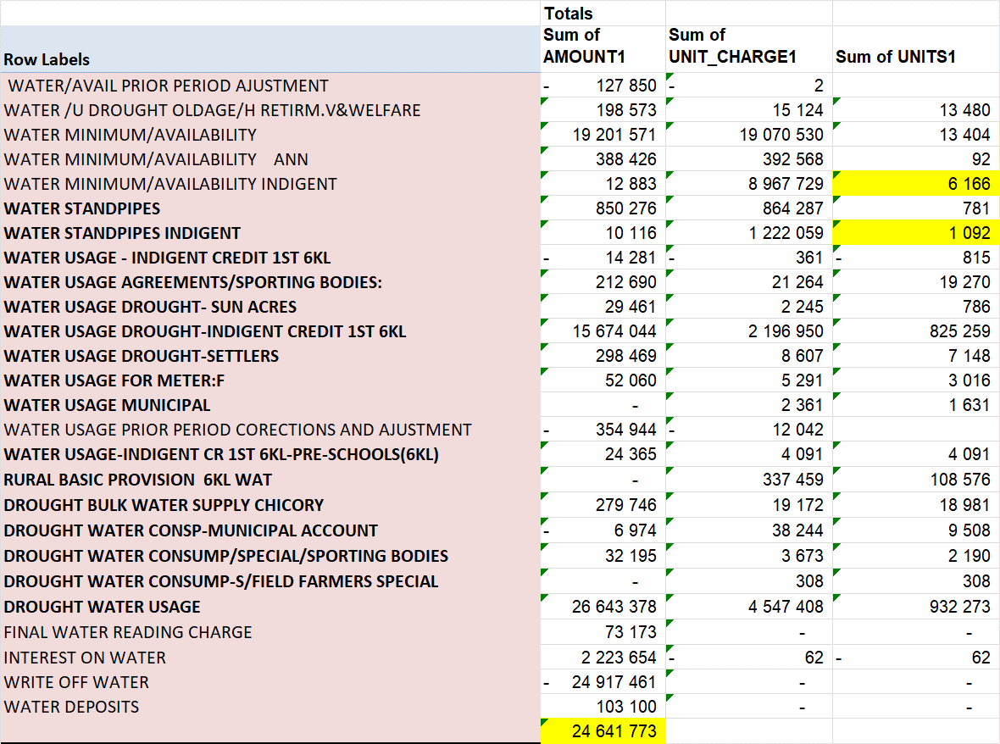 Totals
Row Labels Sum of AMOUNT1 Sum of UNIT_CHARGE1 Sum of UNITS1
WATER/AVAIL PRIOR PERIOD AJUSTMENT - 127 850 - 2
WATER /U DROUGHT OLDAGE/H RETIRM.V&WELFARE 198 573 15 124 13 480
WATER MINIMUM/AVAILABILITY 19 201 571 19 070 530 13 404
WATER MINIMUM/AVAILABILITY ANN 388 426 392 568 92
WATER MINIMUM/AVAILABILITY INDIGENT 12 883 8 967 729 6 166
WATER STANDPIPES 850 276 864 287 781
WATER STANDPIPES INDIGENT 10 116 1 222 059 1 092
WATER USAGE - INDIGENT CREDIT 1ST 6KL - 14 281 - 361 - 815
WATER USAGE AGREEMENTS/SPORTING BODIES: 212 690 21 264 19 270
WATER USAGE DROUGHT- SUN ACRES 29 461 2 245 786
WATER USAGE DROUGHT-INDIGENT CREDIT 1ST 6KL 15 674 044 2 196 950 825 259
WATER USAGE DROUGHT-SETTLERS 298 469 8 607 7 148
WATER USAGE FOR METER:F 52 060 5 291 3 016
WATER USAGE MUNICIPAL - 2 361 1 631
WATER USAGE PRIOR PERIOD CORECTIONS AND AJUSTMENT - 354 944 - 12 042
WATER USAGE-INDIGENT CR 1ST 6KL-PRE-SCHOOLS(6KL) 24 365 4 091 4 091
RURAL BASIC PROVISION 6KL WAT - 337 459 108 576
DROUGHT BULK WATER SUPPLY CHICORY 279 746 19 172 18 981
DROUGHT WATER CONSP-MUNICIPAL ACCOUNT - 6 974 38 244 9 508
DROUGHT WATER CONSUMP/SPECIAL/SPORTING BODIES 32 195 3 673 2 190
DROUGHT WATER CONSUMP-S/FIELD FARMERS SPECIAL - 308 308
DROUGHT WATER USAGE 26 643 378 4 547 408 932 273
FINAL WATER READING CHARGE 73 173 - -
INTEREST ON WATER 2 223 654 - 62 - 62
WRITE OFF WATER - 24 917 461 - -
WATER DEPOSITS 103 100 - -
24 641 773